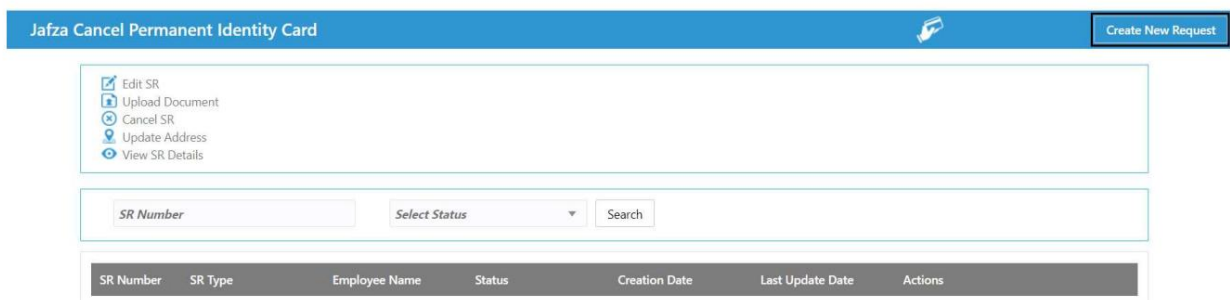 Jafza Cancel Permanent Identity Card Create New Request
Edit SR
Upload Document
Cancel SR
Update Address
View SR Details
SR Number Select Status Search
SR Number SR Type Employee Name Status Creation Date Last Update Date Actions